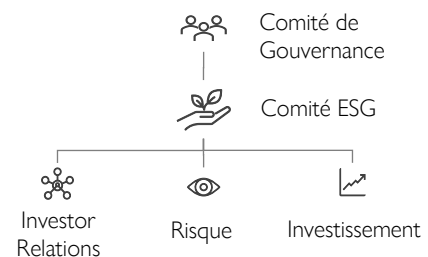 Comité de
Gouvernance
Comité ESG
Investor
Relations
Risque
Investissement